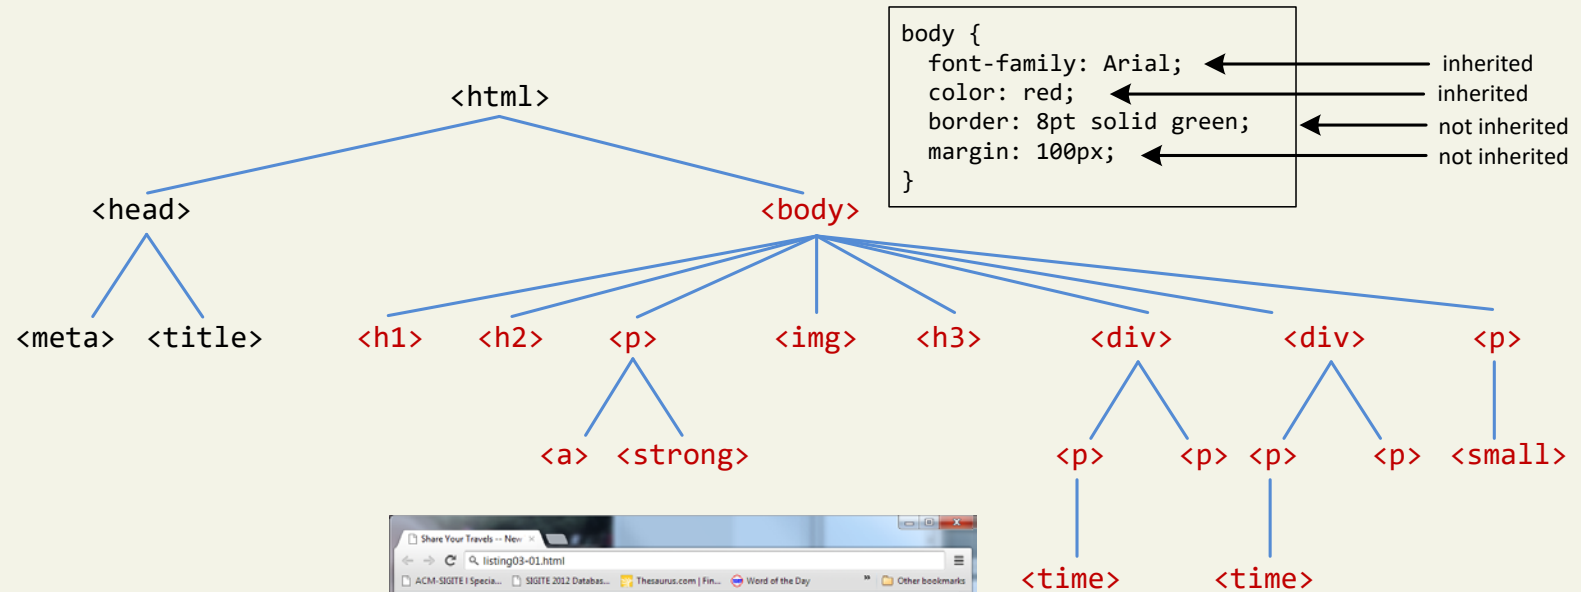 body {
font-family: Arial;
inherited
color: red;
inherited
border: 8pt solid green;
not inherited
margin: 100px;
not inherited
}
<html>
<head>
<body>
<meta> <title> <h1> <h2> <p> <img> <h3> <div> <div> <p>
<a> <strong> <p> <p> <p> <p> <small>
<time> <time>
Share Your Travels -- New
listing03-01.html
ACM-SIGITE I Specia... SIGITE 2012 Databas... Thesaurus.com | Fin... Word of the Day » Other bookmarks